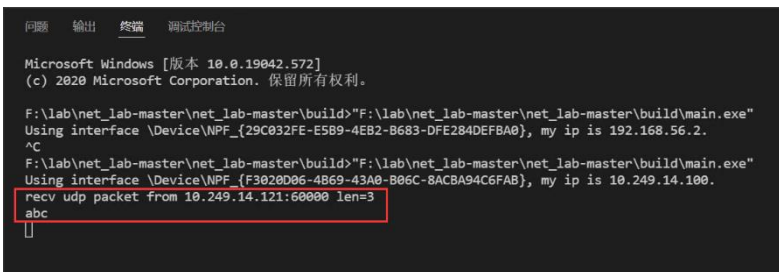 问题 输出 终端 调试控制台
Microsoft Windows [版本 10.0.19042.572]
(c) 2020 Microsoft Corporation. 保留所有权利。
F:\lab\net_lab-master\net_lab-master\build>"F:\lab\net_lab-master\net_lab-master\build\main.exe"
Using interface \Device\NPF_{29C032FE-E5B9-4EB2-B683-DFE284DEFBA0}, my ip is 192.168.56.2.
^C
F:\lab\net_lab-master\net_lab-master\build>"F:\lab\net_lab-master\net_lab-master\build\main.exe"
Using interface \Device\NPF_{F3020D06-4B69-43A0-B06C-8ACBA94C6FAB}, my ip is 10.249.14.100.
recv udp packet from 10.249.14.121:60000 len=3
abc